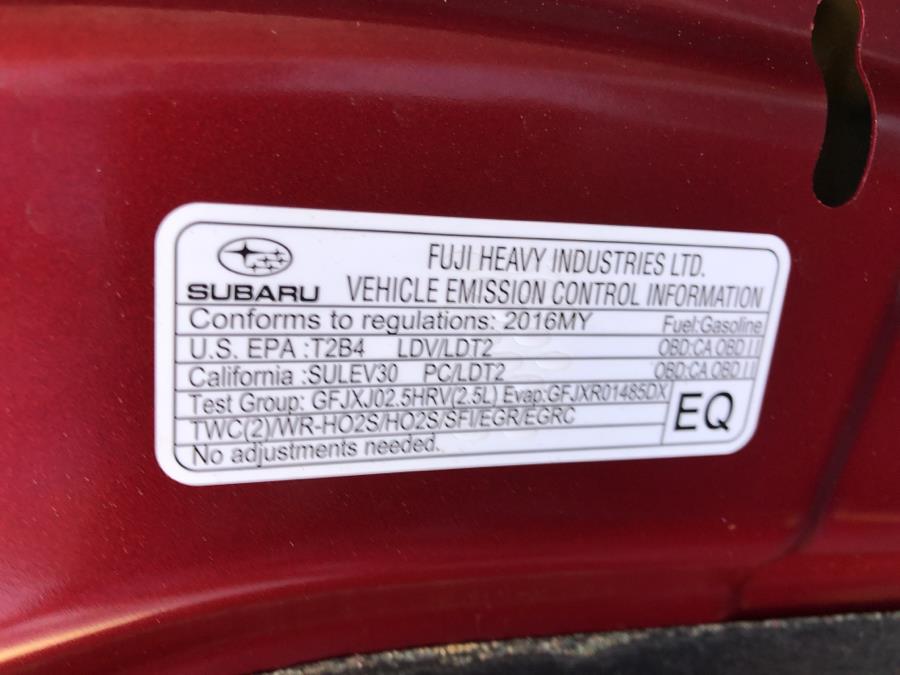 FUJI HEAVY INDUSTRIES LTD.
SUBARU VEHICLE EMISSION CONTROL INFORMATION
Conforms to regulations: 2016MY Fuel:Gasoline
U.S. EPA :T2B4 LDV/LDT2 OBD:CA OBD II
California :SULEV30 PC/LDT2 OBD:CA OBD II
Test Group: GFJXJ02.5HRV(2.5L) Evap:GFJXR01485DX
TWC(2)/WR-HO2S/HO2S/SFI/EGR/EGRC
EQ
No adjustments needed.